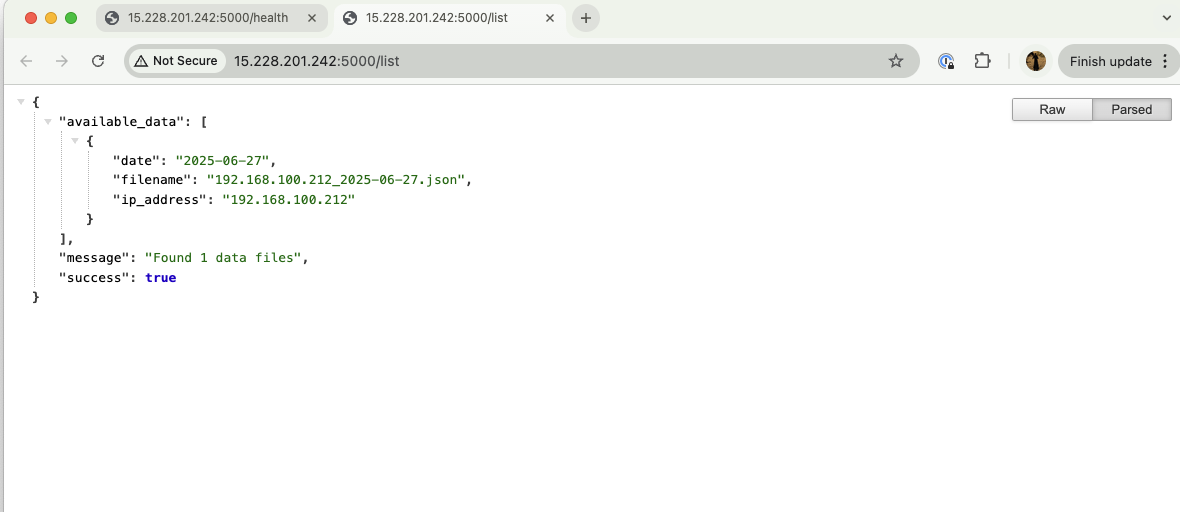 15.228.201.242:5000/health
15.228.201.242:5000/list
Not Secure
15.228.201.242:5000/list
Finish update
Raw
Parsed
{
"available_data": [
{
"date": "2025-06-27",
"filename": "192.168.100.212_2025-06-27.json",
"ip_address": "192.168.100.212"
}
],
"message": "Found 1 data files",
"success": true
}